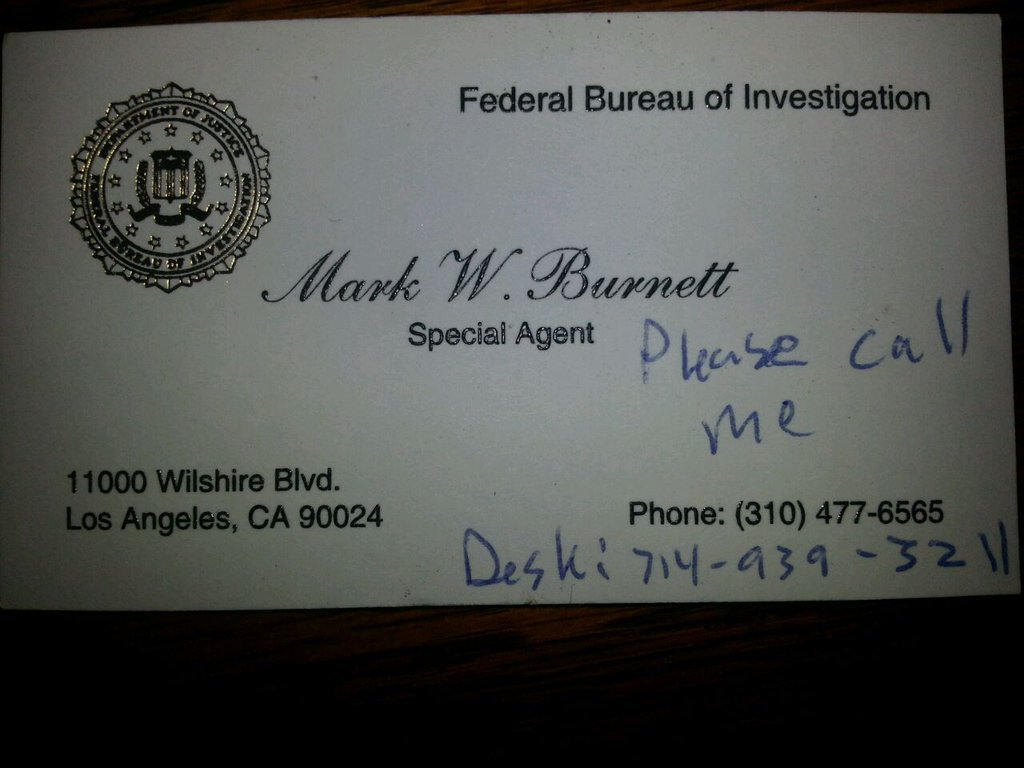 DEPARTMENT OF JUSTICE
FEDERAL BUREAU OF INVESTIGATION
Federal Bureau of Investigation
Mark W. Burnett
Special Agent
Please call
me
11000 Wilshire Blvd.
Los Angeles, CA 90024
Phone: (310) 477-6565
Desk: 714-939-3211